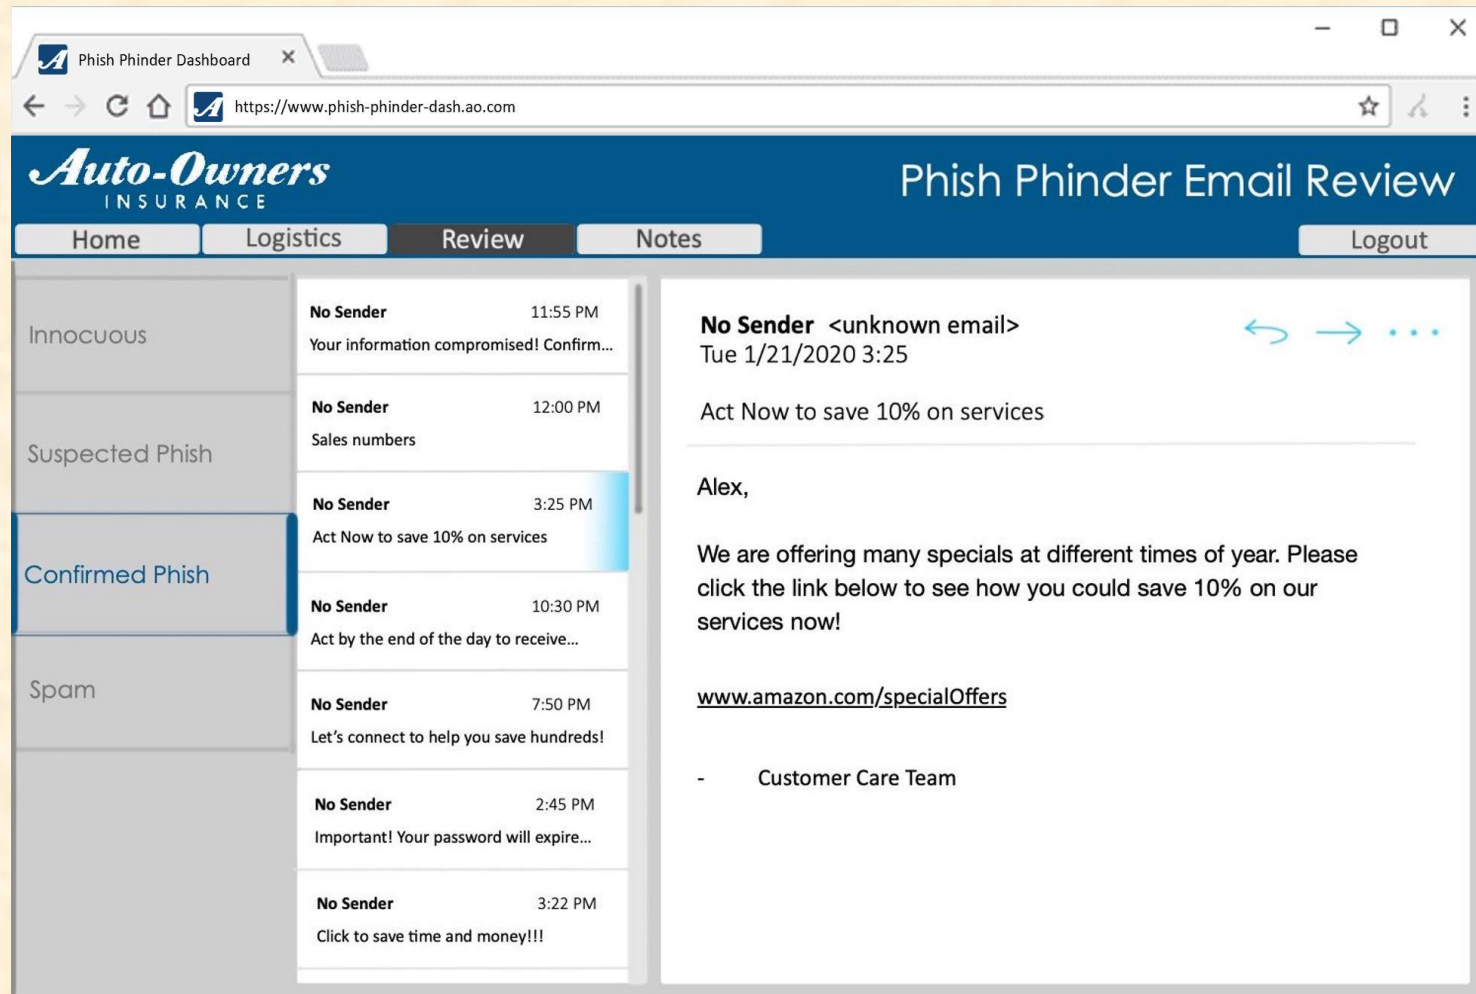 Phish Phinder Dashboard
https://www.phish-phinder-dash.ao.com
Auto-Owners
INSURANCE
Phish Phinder Email Review
Home
Logistics
Review
Notes
Logout
Innocuous
Suspected Phish
Confirmed Phish
Spam
No Sender 11:55 PM
Your information compromised! Confirm...
No Sender 12:00 PM
Sales numbers
No Sender 3:25 PM
Act Now to save 10% on services
No Sender 10:30 PM
Act by the end of the day to receive...
No Sender 7:50 PM
Let's connect to help you save hundreds!
No Sender 2:45 PM
Important! Your password will expire...
No Sender 3:22 PM
Click to save time and money!!!
No Sender <unknown email>
Tue 1/21/2020 3:25
Act Now to save 10% on services
Alex,
We are offering many specials at different times of year. Please
click the link below to see how you could save 10% on our
services now!
www.amazon.com/specialOffers
- Customer Care Team